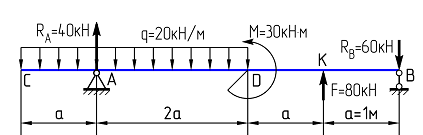 R_A=40кН q=20кН/м M=30кН·м
K R_B=60кН
C A D B
F=80кН
a 2a a a=1м